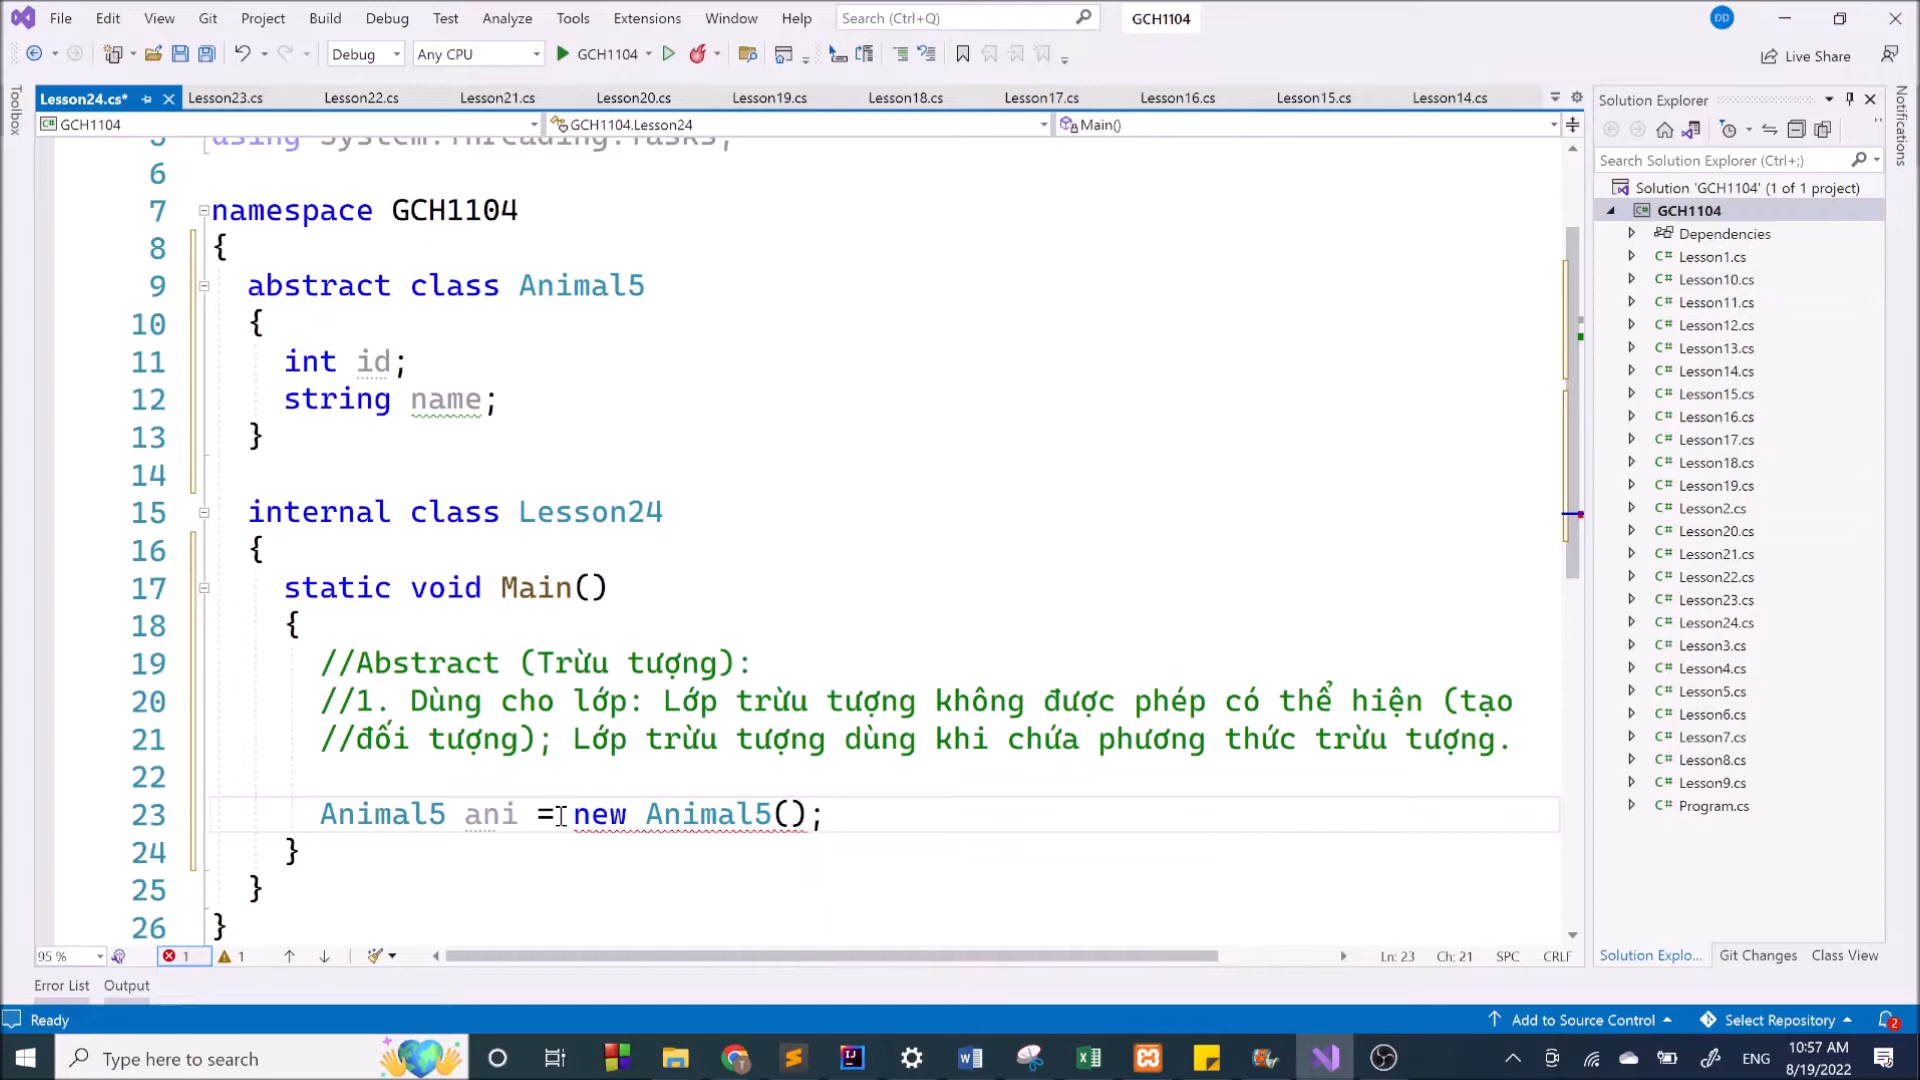 File Edit View Git Project Build Debug Test Analyze Tools Extensions Window Help Search (Ctrl+Q) GCH1104 ĐD
Debug Any CPU GCH1104 Live Share
Toolbox
Lesson24.cs* Lesson23.cs Lesson22.cs Lesson21.cs Lesson20.cs Lesson19.cs Lesson18.cs Lesson17.cs Lesson16.cs Lesson15.cs Lesson14.cs
GCH1104 GCH1104.Lesson24 Main()
5 using System.Threading.Tasks;
6
7 namespace GCH1104
8 {
9 abstract class Animal5
10 {
11 int id;
12 string name;
13 }
14
15 internal class Lesson24
16 {
17 static void Main()
18 {
19 //Abstract (Trừu tượng):
20 //1. Dùng cho lớp: Lớp trừu tượng không được phép có thể hiện (tạo
21 //đối tượng); Lớp trừu tượng dùng khi chứa phương thức trừu tượng.
22
23 Animal5 ani = new Animal5();
24 }
25 }
26 }
95 % 1 1 Ln: 23 Ch: 21 SPC CRLF
Solution Explorer
Search Solution Explorer (Ctrl+;)
Solution 'GCH1104' (1 of 1 project)
C# GCH1104
Dependencies
C# Lesson1.cs
C# Lesson10.cs
C# Lesson11.cs
C# Lesson12.cs
C# Lesson13.cs
C# Lesson14.cs
C# Lesson15.cs
C# Lesson16.cs
C# Lesson17.cs
C# Lesson18.cs
C# Lesson19.cs
C# Lesson2.cs
C# Lesson20.cs
C# Lesson21.cs
C# Lesson22.cs
C# Lesson23.cs
C# Lesson24.cs
C# Lesson3.cs
C# Lesson4.cs
C# Lesson5.cs
C# Lesson6.cs
C# Lesson7.cs
C# Lesson8.cs
C# Lesson9.cs
C# Program.cs
Solution Explo... Git Changes Class View
Notifications
Error List Output
Ready Add to Source Control Select Repository 2
Type here to search ENG 10:57 AM
8/19/2022